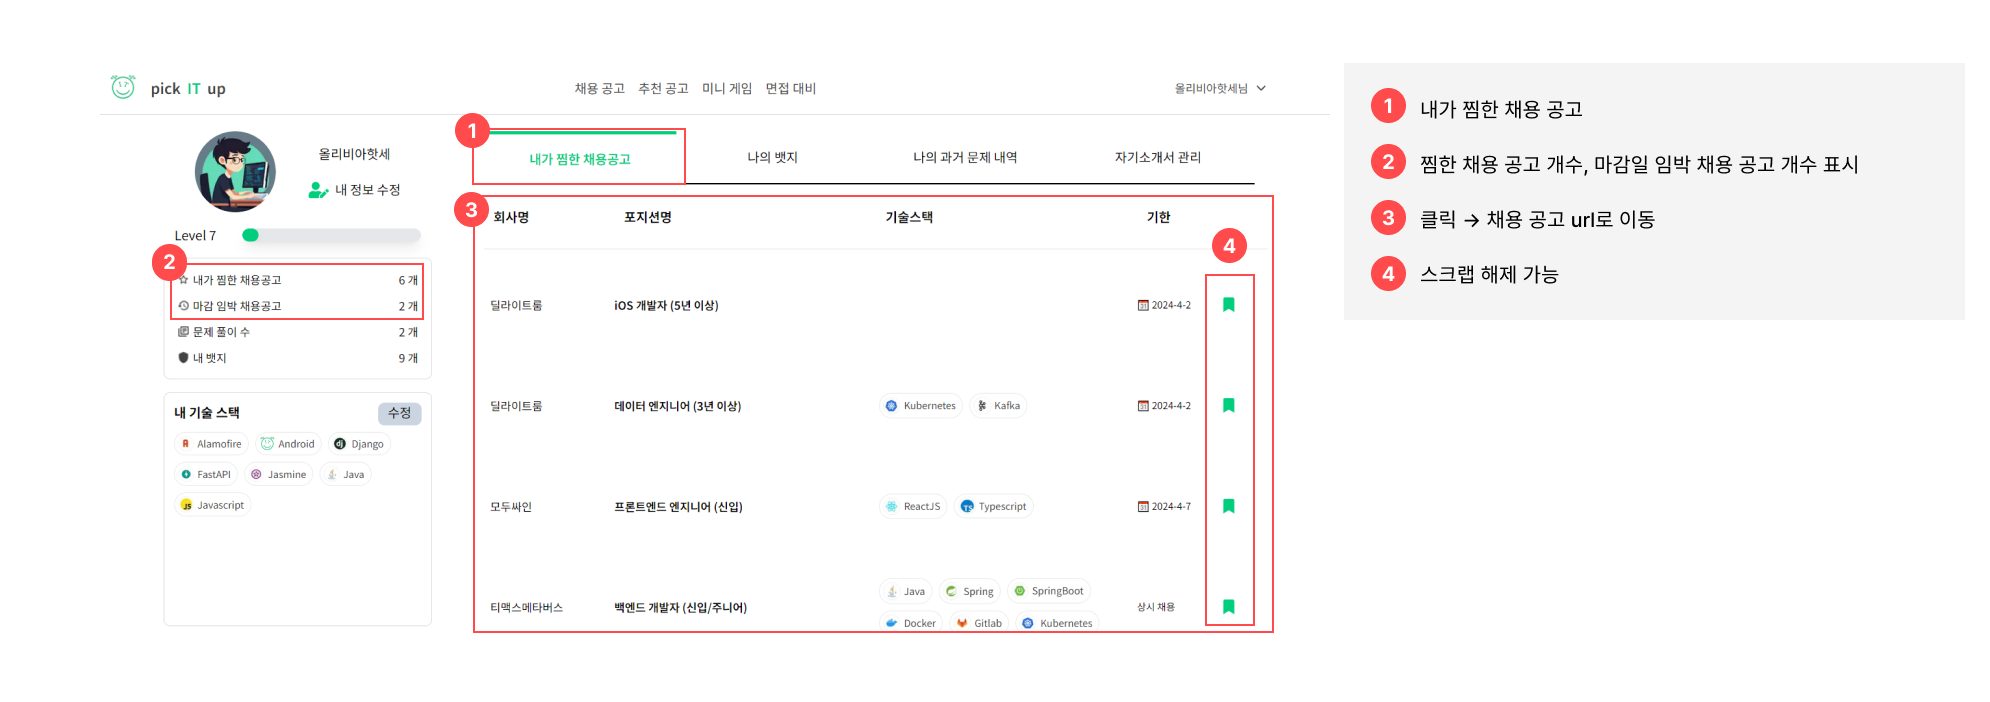 pick IT up
채용 공고 추천 공고 미니 게임 면접 대비
올리비아핫세님
올리비아핫세
내 정보 수정
Level 7
2
내가 찜한 채용공고 6 개
마감 임박 채용공고 2 개
문제 풀이 수 2 개
내 뱃지 9 개
내 기술 스택 수정
Alamofire Android Django
FastAPI Jasmine Java
Javascript
1
내가 찜한 채용공고 나의 뱃지 나의 과거 문제 내역 자기소개서 관리
3
회사명 포지션명 기술스택 기한
4
딜라이트룸 iOS 개발자 (5년 이상) 2024-4-2
딜라이트룸 데이터 엔지니어 (3년 이상) Kubernetes Kafka 2024-4-2
모두싸인 프론트엔드 엔지니어 (신입) ReactJS Typescript 2024-4-7
티맥스메타버스 백엔드 개발자 (신입/주니어) Java Spring SpringBoot 상시 채용
Docker Gitlab Kubernetes
1 내가 찜한 채용 공고
2 찜한 채용 공고 개수, 마감일 임박 채용 공고 개수 표시
3 클릭 → 채용 공고 url로 이동
4 스크랩 해제 가능